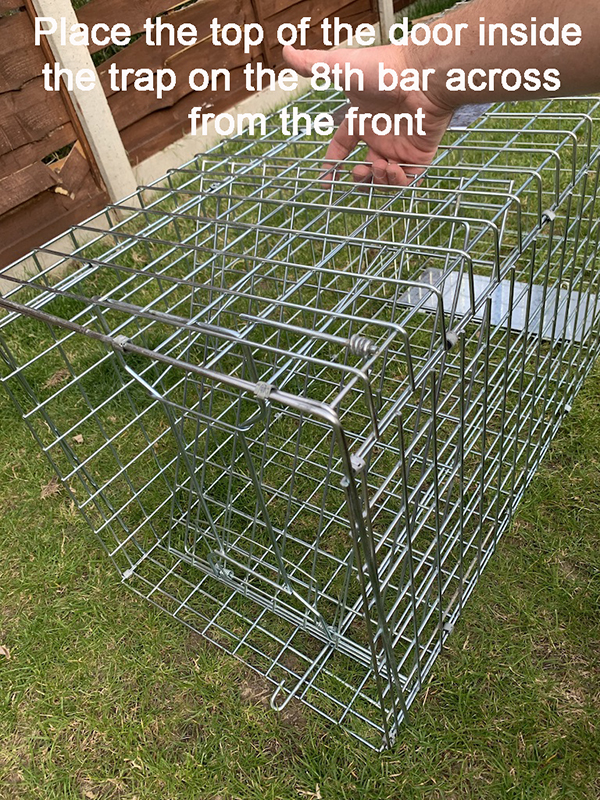 Place the top of the door inside
the trap on the 8th bar across
from the front